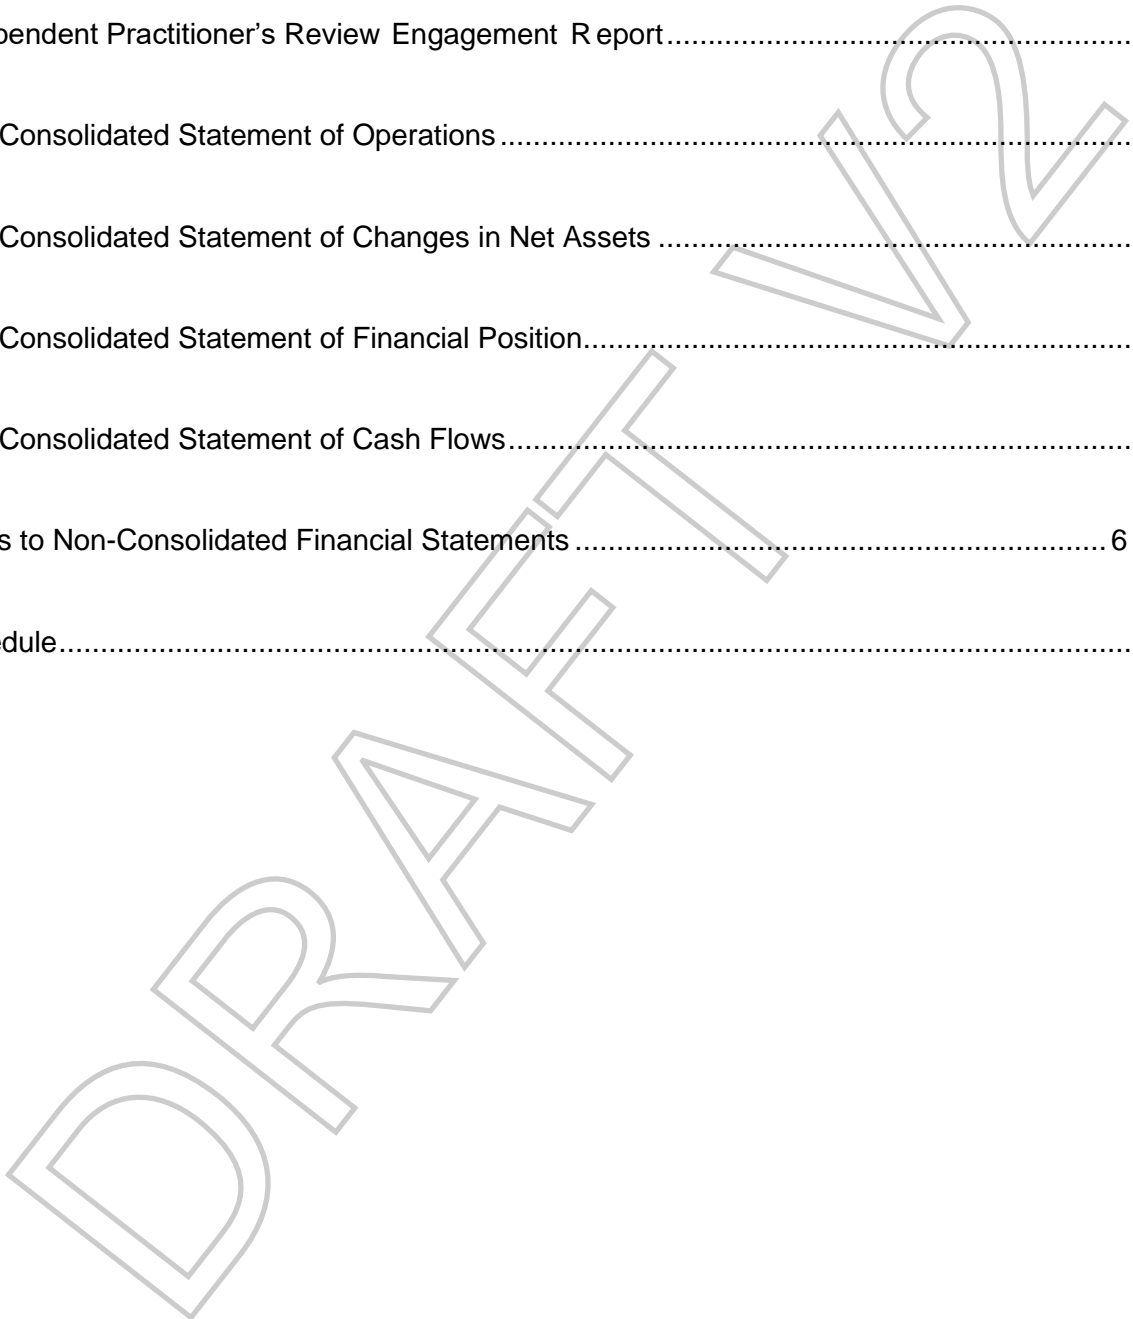 pendent Practitioner's Review Engagement Report........................................................
Consolidated Statement of Operations............................................................................
Consolidated Statement of Changes in Net Assets.........................................................
Consolidated Statement of Financial Position..................................................................
Consolidated Statement of Cash Flows...........................................................................
s to Non-Consolidated Financial Statements................................................................6
edule.................................................................................................................................
DRAFT V2